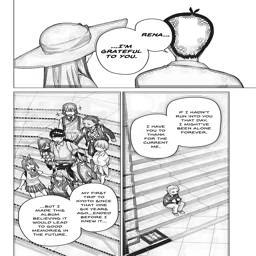 RENA...
...I'M
GRATEFUL
TO YOU.
IF I HADN'T
RUN INTO
YOU THAT
DAY, I
MIGHT'VE
BEEN ALONE
FOREVER.
I HAVE
YOU TO
THANK
FOR THE
CURRENT
ME.
MY FIRST
TRIP TO
KYOTO SINCE
THAT ONE
SIX YEARS
AGO...ENDED
BEFORE I
KNEW IT...
...BUT I
MADE THIS
ALBUM
BELIEVING IT
WOULD LEAD
TO GOOD
MEMORIES IN
THE FUTURE.